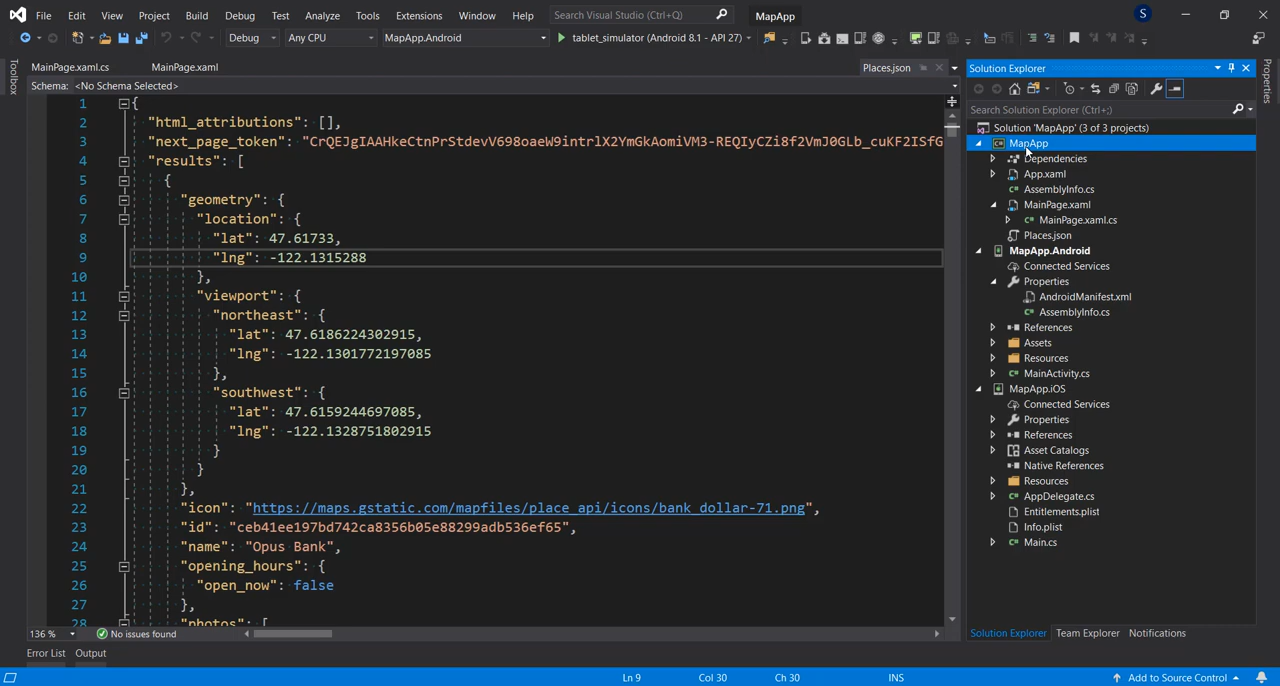 File Edit View Project Build Debug Test Analyze Tools Extensions Window Help Search Visual Studio (Ctrl+Q) MapApp S
Debug Any CPU MapApp.Android tablet_simulator (Android 8.1 - API 27)
Toolbox
MainPage.xaml.cs MainPage.xaml Places.json
Schema: <No Schema Selected>
1 {
2 "html_attributions": [],
3 "next_page_token": "CrQEJgIAAHkeCtnPrStdevV698oaeW9intrlX2YmGkAomiVM3-REQIyCZi8f2VmJ0GLb_cuKF2ISfG
4 "results": [
5 {
6 "geometry": {
7 "location": {
8 "lat": 47.61733,
9 "lng": -122.1315288
10 },
11 "viewport": {
12 "northeast": {
13 "lat": 47.6186224302915,
14 "lng": -122.1301772197085
15 },
16 "southwest": {
17 "lat": 47.6159244697085,
18 "lng": -122.1328751802915
19 }
20 }
21 },
22 "icon": "https://maps.gstatic.com/mapfiles/place_api/icons/bank_dollar-71.png",
23 "id": "ceb41ee197bd742ca8356b05e88299adb536ef65",
24 "name": "Opus Bank",
25 "opening_hours": {
26 "open_now": false
27 },
28 "photos": [
136 % No issues found
Error List Output
Solution Explorer
Search Solution Explorer (Ctrl+;)
Solution 'MapApp' (3 of 3 projects)
MapApp
Dependencies
App.xaml
AssemblyInfo.cs
MainPage.xaml
MainPage.xaml.cs
Places.json
MapApp.Android
Connected Services
Properties
AndroidManifest.xml
AssemblyInfo.cs
References
Assets
Resources
MainActivity.cs
MapApp.iOS
Connected Services
Properties
References
Asset Catalogs
Native References
Resources
AppDelegate.cs
Entitlements.plist
Info.plist
Main.cs
Solution Explorer Team Explorer Notifications
Properties
Ln 9 Col 30 Ch 30 INS Add to Source Control